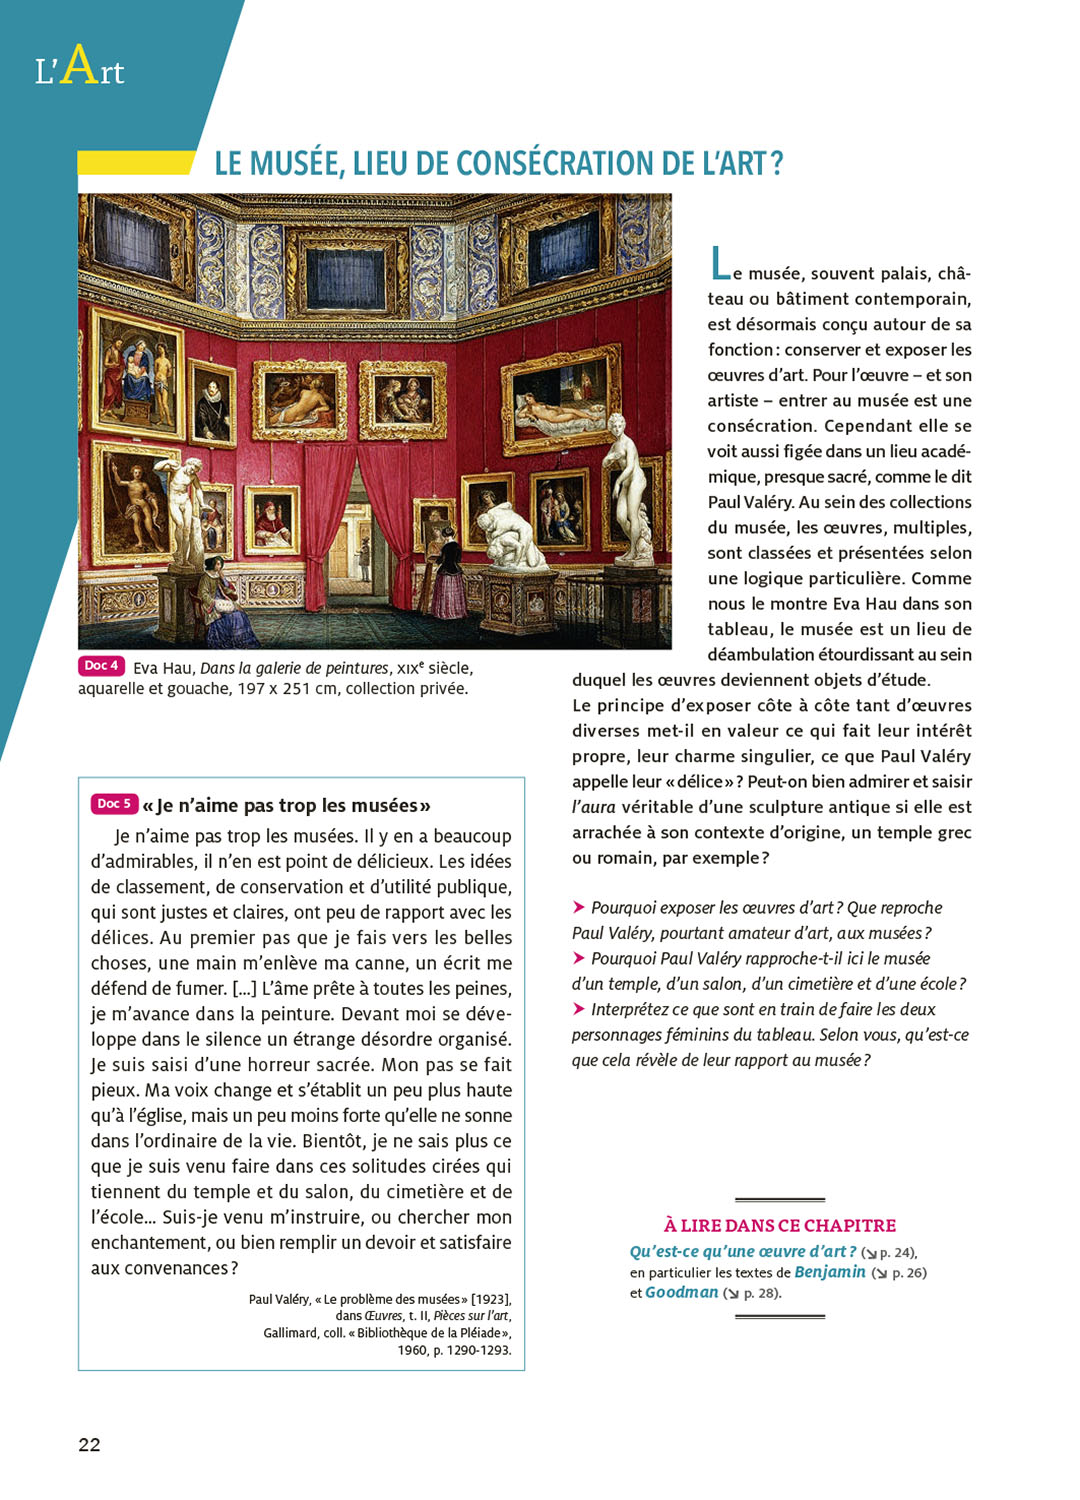 L'Art
LE MUSÉE, LIEU DE CONSÉCRATION DE L'ART ?
Le musée, souvent palais, châ-
teau ou bâtiment contemporain,
est désormais conçu autour de sa
fonction : conserver et exposer les
œuvres d'art. Pour l'œuvre – et son
artiste – entrer au musée est une
consécration. Cependant elle se
voit aussi figée dans un lieu acadé-
mique, presque sacré, comme le dit
Paul Valéry. Au sein des collections
du musée, les œuvres, multiples,
sont classées et présentées selon
une logique particulière. Comme
nous le montre Eva Hau dans son
tableau, le musée est un lieu de
déambulation étourdissant au sein
duquel les œuvres deviennent objets d'étude.
Le principe d'exposer côte à côte tant d'œuvres
diverses met-il en valeur ce qui fait leur intérêt
propre, leur charme singulier, ce que Paul Valéry
appelle leur « délice » ? Peut-on bien admirer et saisir
l'aura véritable d'une sculpture antique si elle est
arrachée à son contexte d'origine, un temple grec
ou romain, par exemple ?
Doc 4 Eva Hau, Dans la galerie de peintures, XIXe siècle,
aquarelle et gouache, 197 x 251 cm, collection privée.
Doc 5 « Je n'aime pas trop les musées »
Je n'aime pas trop les musées. Il y en a beaucoup
d'admirables, il n'en est point de délicieux. Les idées
de classement, de conservation et d'utilité publique,
qui sont justes et claires, ont peu de rapport avec les
délices. Au premier pas que je fais vers les belles
choses, une main m'enlève ma canne, un écrit me
défend de fumer. [...] L'âme prête à toutes les peines,
je m'avance dans la peinture. Devant moi se déve-
loppe dans le silence un étrange désordre organisé.
Je suis saisi d'une horreur sacrée. Mon pas se fait
pieux. Ma voix change et s'établit un peu plus haute
qu'à l'église, mais un peu moins forte qu'elle ne sonne
dans l'ordinaire de la vie. Bientôt, je ne sais plus ce
que je suis venu faire dans ces solitudes cirées qui
tiennent du temple et du salon, du cimetière et de
l'école... Suis-je venu m'instruire, ou chercher mon
enchantement, ou bien remplir un devoir et satisfaire
aux convenances ?
Paul Valéry, « Le problème des musées » [1923],
dans Œuvres, t. II, Pièces sur l'art,
Gallimard, coll. « Bibliothèque de la Pléiade »,
1960, p. 1290-1293.
➤ Pourquoi exposer les œuvres d'art ? Que reproche
Paul Valéry, pourtant amateur d'art, aux musées ?
➤ Pourquoi Paul Valéry rapproche-t-il ici le musée
d'un temple, d'un salon, d'un cimetière et d'une école ?
➤ Interprétez ce que sont en train de faire les deux
personnages féminins du tableau. Selon vous, qu'est-ce
que cela révèle de leur rapport au musée ?
À LIRE DANS CE CHAPITRE
Qu'est-ce qu'une œuvre d'art ? (↘ p. 24),
en particulier les textes de Benjamin (↘ p. 26)
et Goodman (↘ p. 28).
22